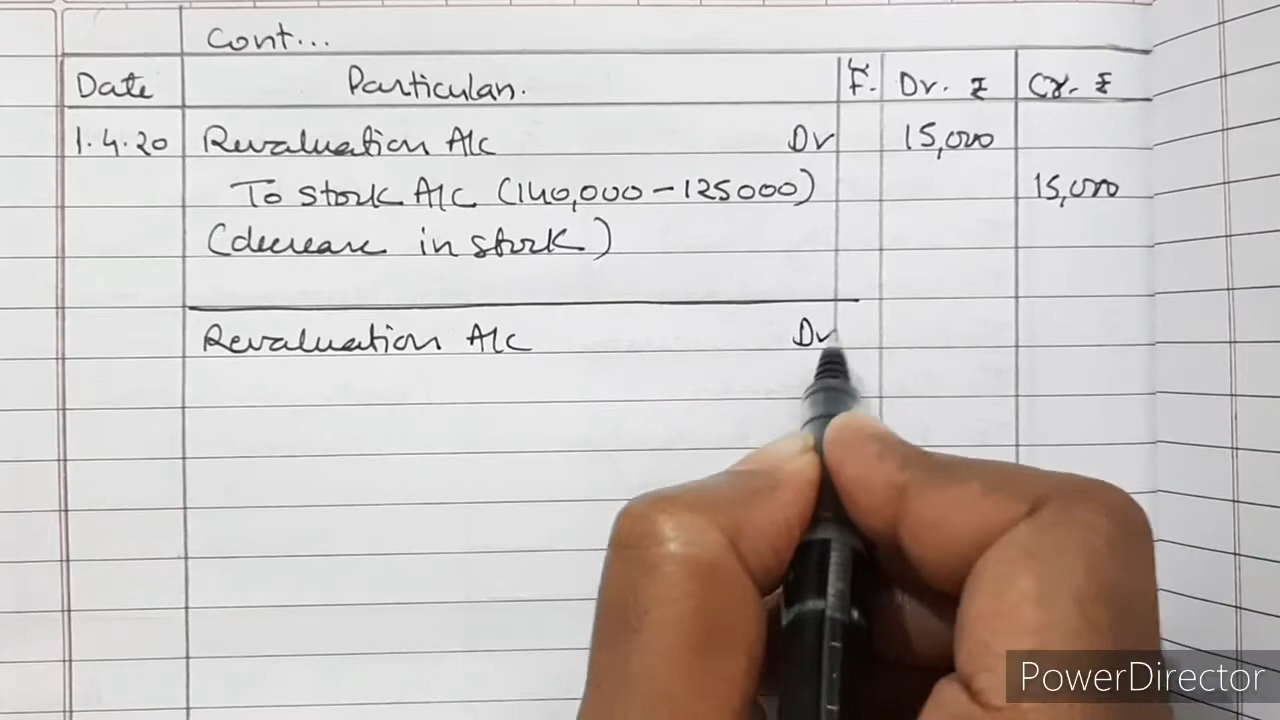 Cont...
Date Particulars. L.F. Dr. ₹ Cr. ₹
1.4.20 Revaluation A/c Dr 15,000
To Stock A/c (140,000-125000) 15,000
(decrease in stock)
Revaluation A/c Dr
PowerDirector